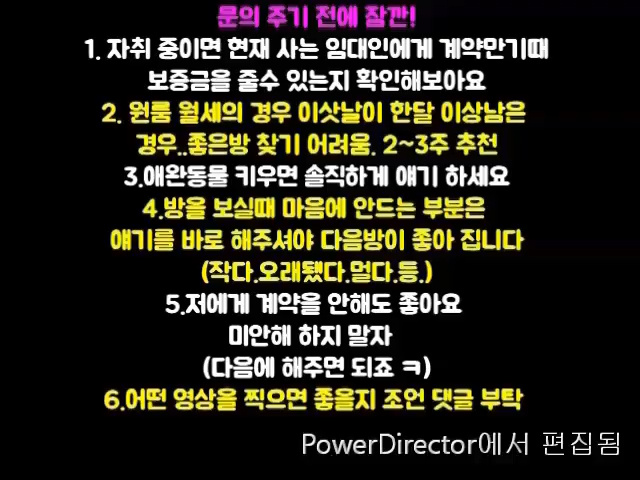 문의 주기 전에 잠깐!
1. 자취 중이면 현재 사는 임대인에게 계약만기때
보증금을 줄수 있는지 확인해보아요
2. 원룸 월세의 경우 이삿날이 한달 이상남은
경우..좋은방 찾기 어려움. 2~3주 추천
3.애완동물 키우면 솔직하게 얘기 하세요
4.방을 보실때 마음에 안드는 부분은
얘기를 바로 해주셔야 다음방이 좋아 집니다
(작다.오래됐다.멀다.등.)
5.저에게 계약을 안해도 좋아요
미안해 하지 말자
(다음에 해주면 되죠 ㅋ)
6.어떤 영상을 찍으면 좋을지 조언 댓글 부탁
PowerDirector에서 편집됨